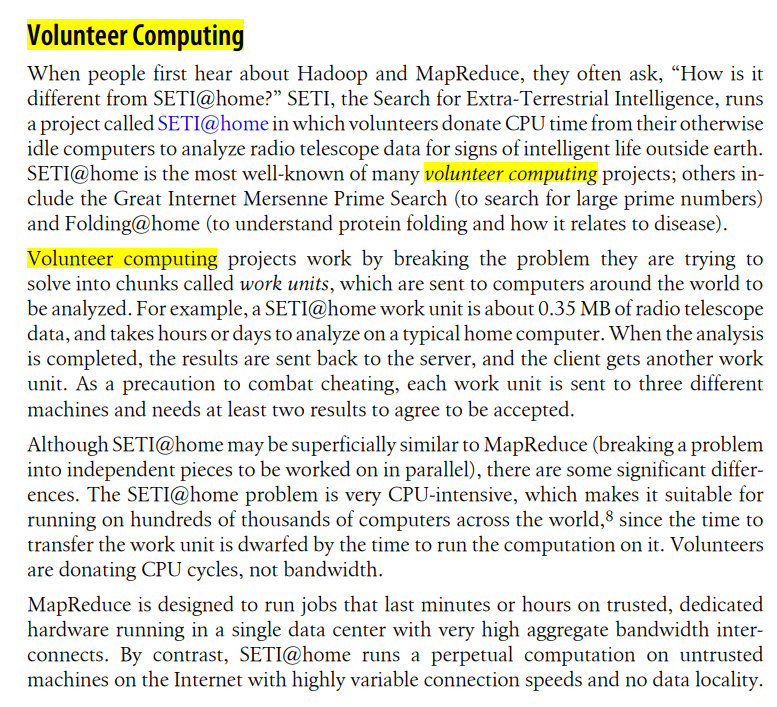 Volunteer Computing
When people first hear about Hadoop and MapReduce, they often ask, “How is it
different from SETI@home?” SETI, the Search for Extra-Terrestrial Intelligence, runs
a project called SETI@home in which volunteers donate CPU time from their otherwise
idle computers to analyze radio telescope data for signs of intelligent life outside earth.
SETI@home is the most well-known of many volunteer computing projects; others in-
clude the Great Internet Mersenne Prime Search (to search for large prime numbers)
and Folding@home (to understand protein folding and how it relates to disease).
Volunteer computing projects work by breaking the problem they are trying to
solve into chunks called work units, which are sent to computers around the world to
be analyzed. For example, a SETI@home work unit is about 0.35 MB of radio telescope
data, and takes hours or days to analyze on a typical home computer. When the analysis
is completed, the results are sent back to the server, and the client gets another work
unit. As a precaution to combat cheating, each work unit is sent to three different
machines and needs at least two results to agree to be accepted.
Although SETI@home may be superficially similar to MapReduce (breaking a problem
into independent pieces to be worked on in parallel), there are some significant differ-
ences. The SETI@home problem is very CPU-intensive, which makes it suitable for
running on hundreds of thousands of computers across the world,8 since the time to
transfer the work unit is dwarfed by the time to run the computation on it. Volunteers
are donating CPU cycles, not bandwidth.
MapReduce is designed to run jobs that last minutes or hours on trusted, dedicated
hardware running in a single data center with very high aggregate bandwidth inter-
connects. By contrast, SETI@home runs a perpetual computation on untrusted
machines on the Internet with highly variable connection speeds and no data locality.